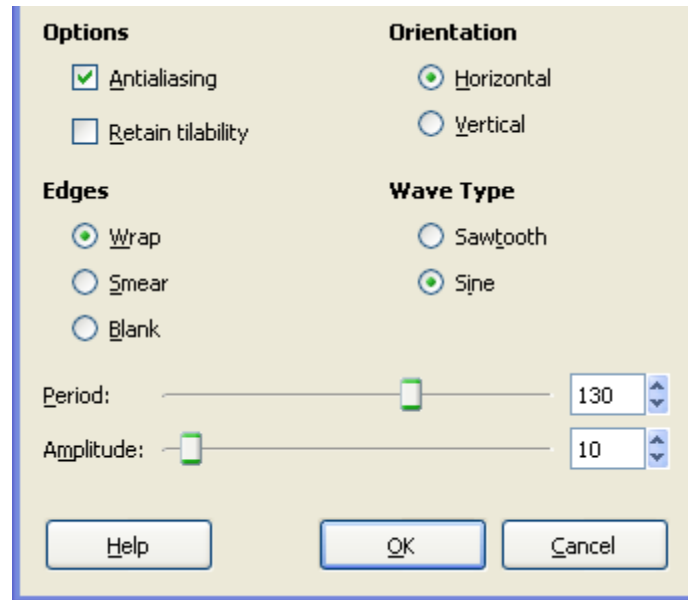 Options
Orientation
Antialiasing
Horizontal
Retain tilability
Vertical
Edges
Wave Type
Wrap
Sawtooth
Smear
Sine
Blank
Period:
130
Amplitude:
10
Help
OK
Cancel